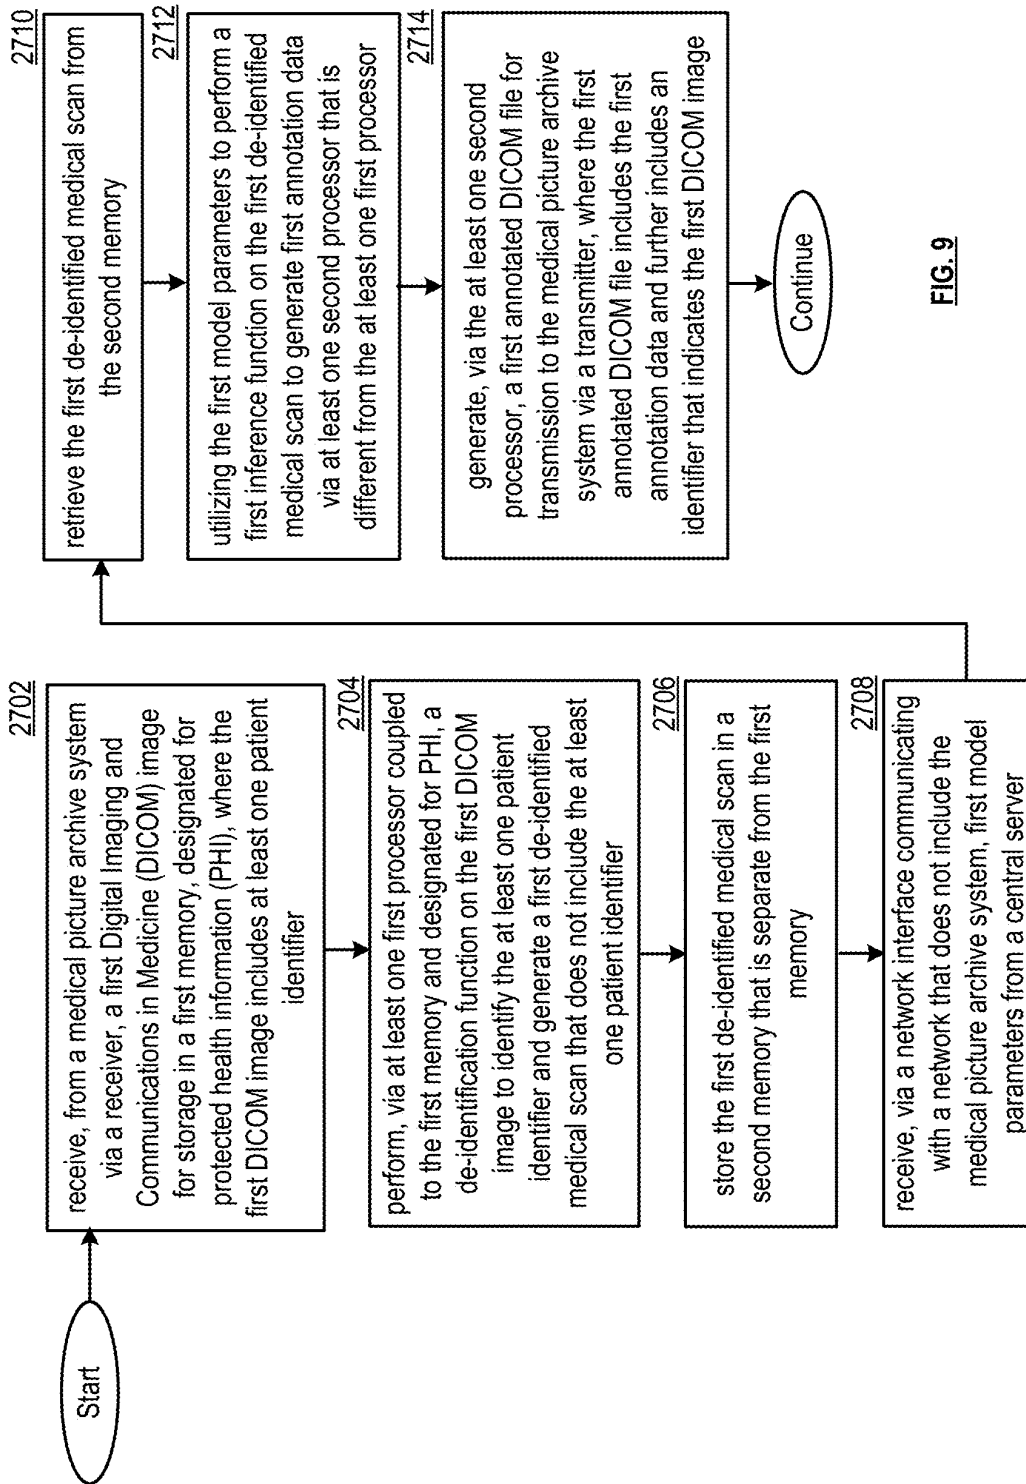 Start
2702
receive, from a medical picture archive system
via a receiver, a first Digital Imaging and
Communications in Medicine (DICOM) image
for storage in a first memory, designated for
protected health information (PHI), where the
first DICOM image includes at least one patient
identifier
2704
perform, via at least one first processor coupled
to the first memory and designated for PHI, a
de-identification function on the first DICOM
image to identify the at least one patient
identifier and generate a first de-identified
medical scan that does not include the at least
one patient identifier
2706
store the first de-identified medical scan in a
second memory that is separate from the first
memory
2708
receive, via a network interface communicating
with a network that does not include the
medical picture archive system, first model
parameters from a central server
2710
retrieve the first de-identified medical scan from
the second memory
2712
utilizing the first model parameters to perform a
first inference function on the first de-identified
medical scan to generate first annotation data
via at least one second processor that is
different from the at least one first processor
2714
generate, via the at least one second
processor, a first annotated DICOM file for
transmission to the medical picture archive
system via a transmitter, where the first
annotated DICOM file includes the first
annotation data and further includes an
identifier that indicates the first DICOM image
Continue
FIG. 9